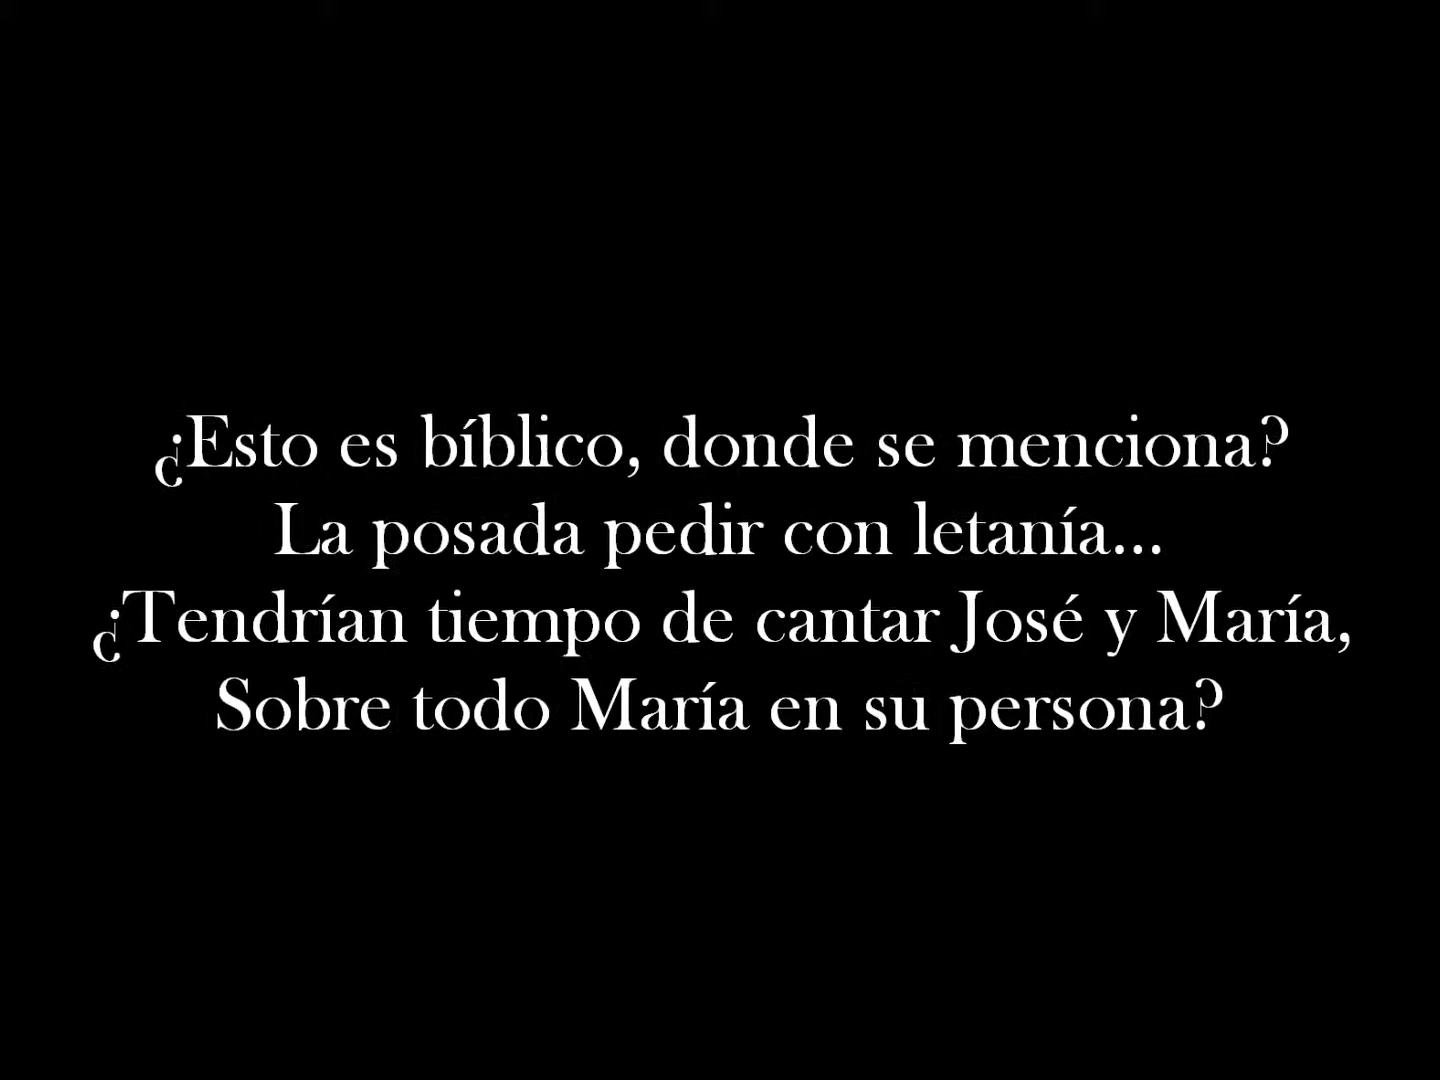 ¿Esto es bíblico, donde se menciona?
La posada pedir con letanía...
¿Tendrían tiempo de cantar José y María,
Sobre todo María en su persona?